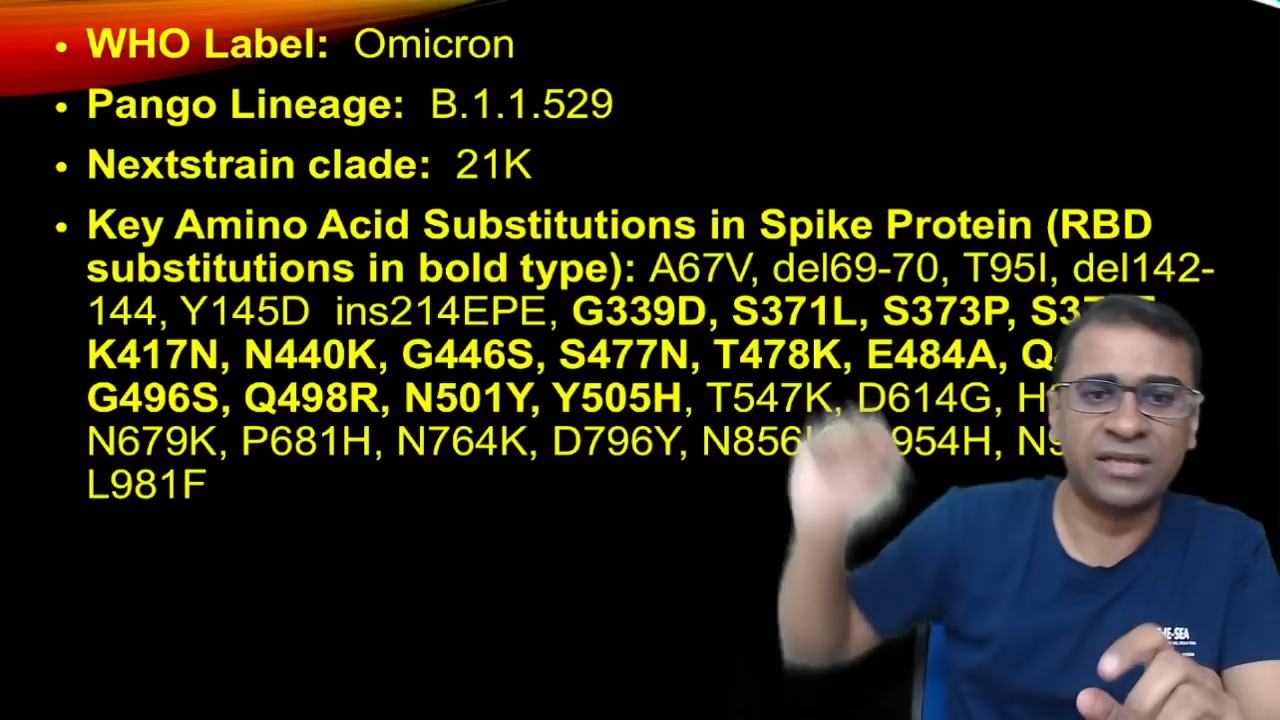 • WHO Label: Omicron
• Pango Lineage: B.1.1.529
• Nextstrain clade: 21K
• Key Amino Acid Substitutions in Spike Protein (RBD
substitutions in bold type): A67V, del69-70, T95I, del142-
144, Y145D ins214EPE, G339D, S371L, S373P,
K417N, N440K, G446S, S477N, T478K, E484A,
G496S, Q498R, N501Y, Y505H, T547K, D614G,
N679K, P681H, N764K, D796Y,
L981F